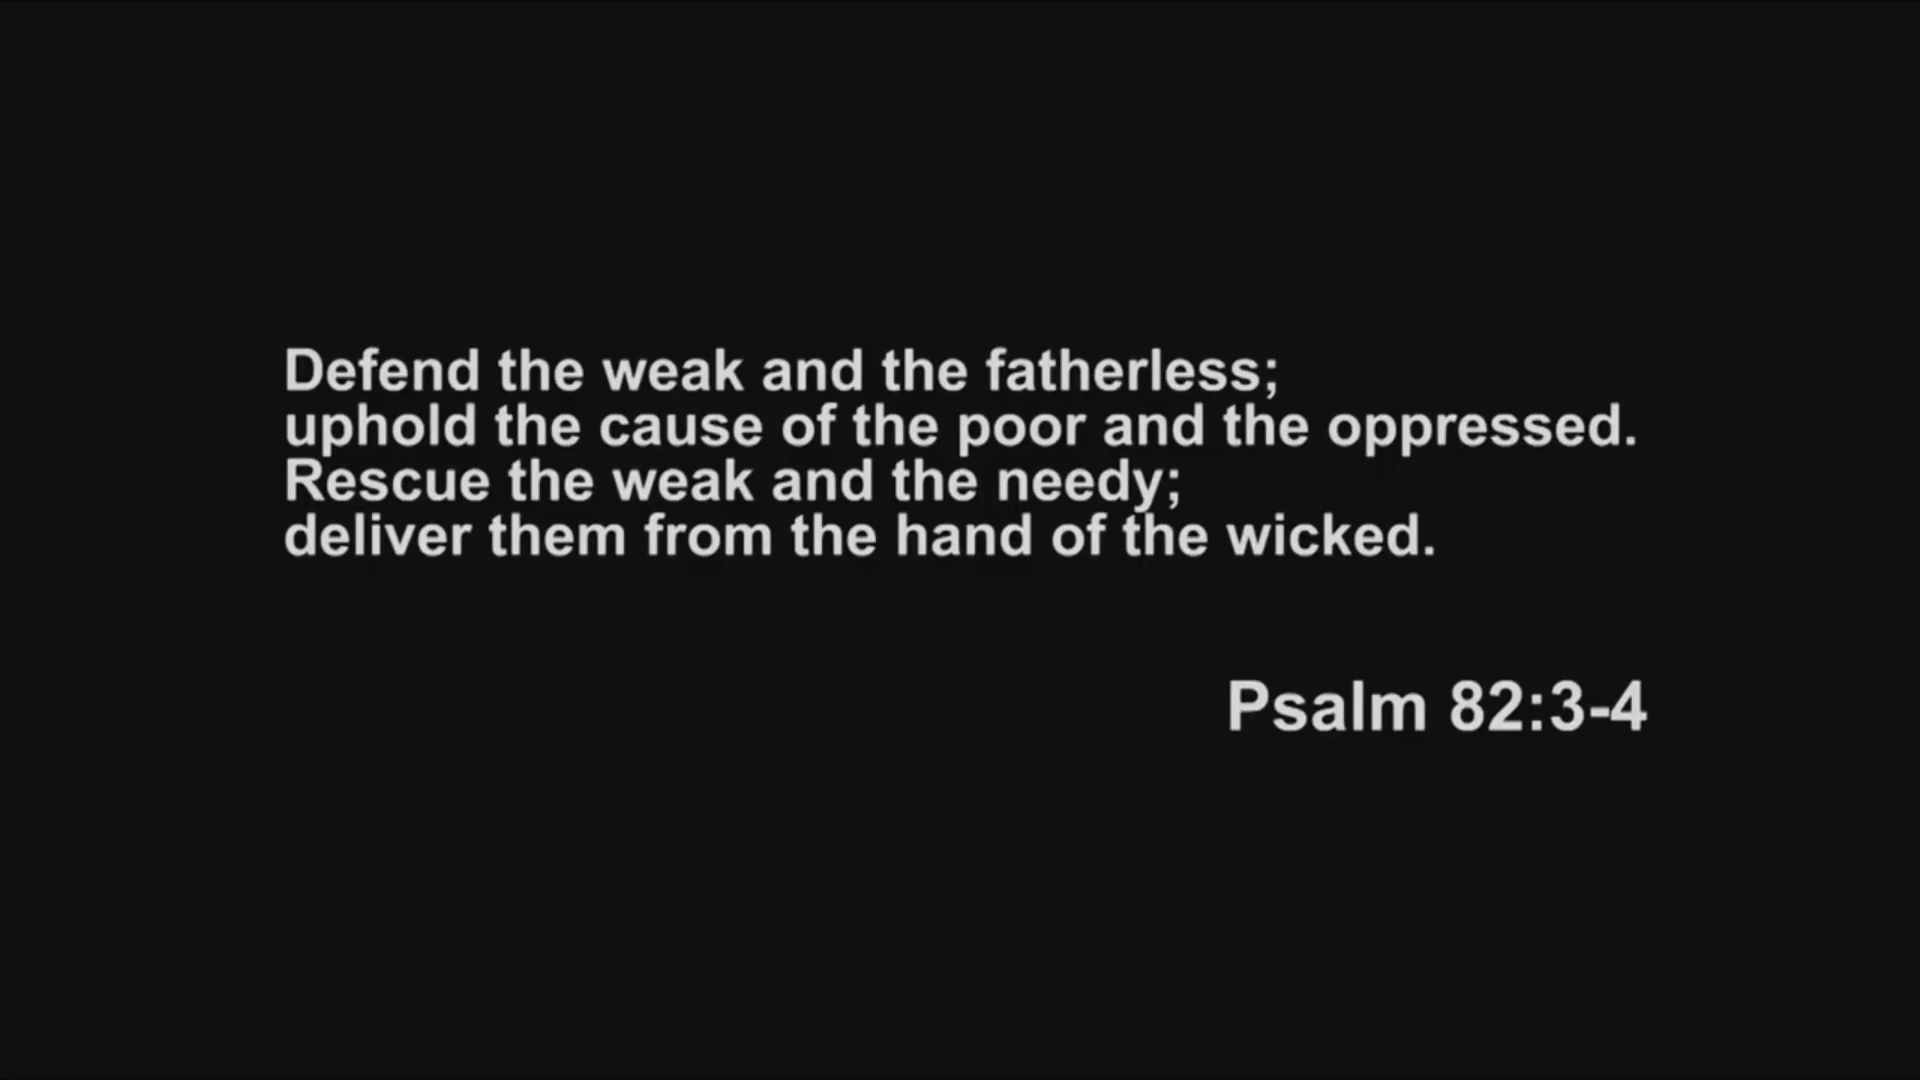 Defend the weak and the fatherless;
uphold the cause of the poor and the oppressed.
Rescue the weak and the needy;
deliver them from the hand of the wicked.
Psalm 82:3-4